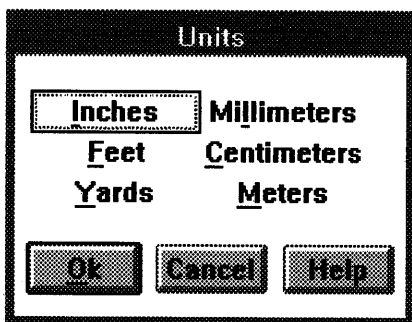 Units
Inches Millimeters
Feet Centimeters
Yards Meters
Ok Cancel Help